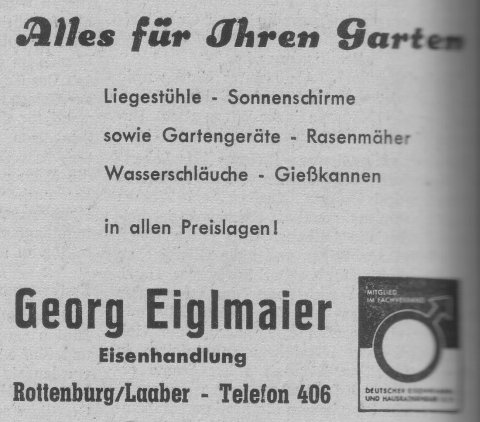 Alles für Ihren Garten
Liegestühle - Sonnenschirme
sowie Gartengeräte - Rasenmäher
Wasserschläuche - Gießkannen
in allen Preislagen!
Georg Eiglmaier
Eisenhandlung
Rottenburg/Laaber - Telefon 406
MITGLIED
IM FACHVERBAND
DEUTSCHER
UND